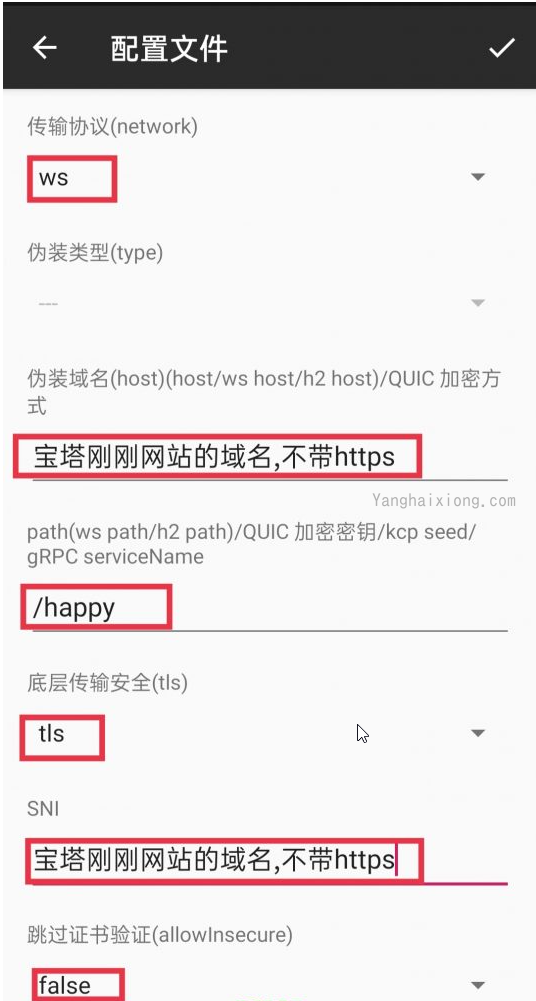 配置文件
传输协议(network)
ws
伪装类型(type)
---
伪装域名(host)(host/ws host/h2 host)/QUIC 加密方
式
宝塔刚刚网站的域名,不带https
Yanghaixiong.com
path(ws path/h2 path)/QUIC 加密密钥/kcp seed/
gRPC serviceName
/happy
底层传输安全(tls)
tls
SNI
宝塔刚刚网站的域名,不带https
跳过证书验证(allowInsecure)
false